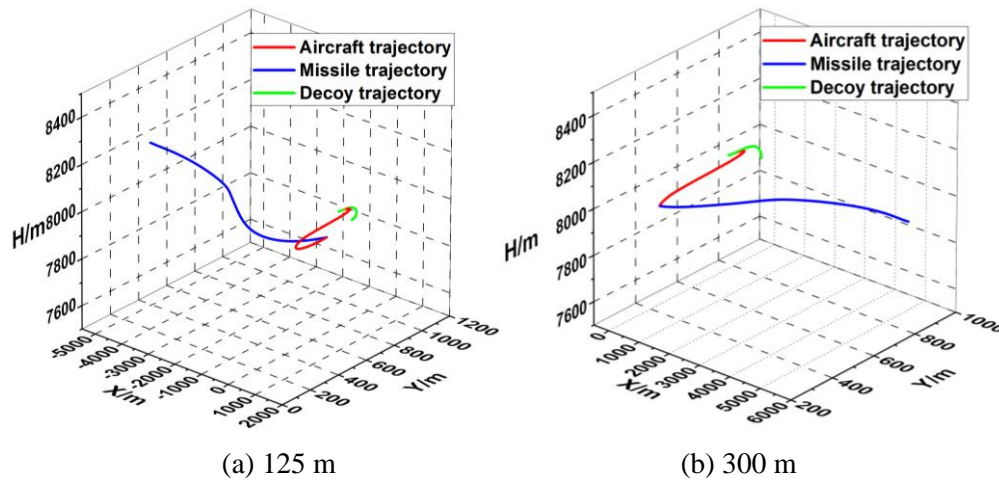 Aircraft trajectory
Missile trajectory
Decoy trajectory
8400
8200
8000
7800
7600
H/m
-5000
-4000
-3000
-2000
-1000
0
1000
2000
X/m
0
200
400
600
800
1000
1200
Y/m
(a) 125 m
Aircraft trajectory
Missile trajectory
Decoy trajectory
8400
8200
8000
7800
7600
H/m
0
1000
2000
3000
4000
5000
6000
X/m
200
400
600
800
1000
Y/m
(b) 300 m